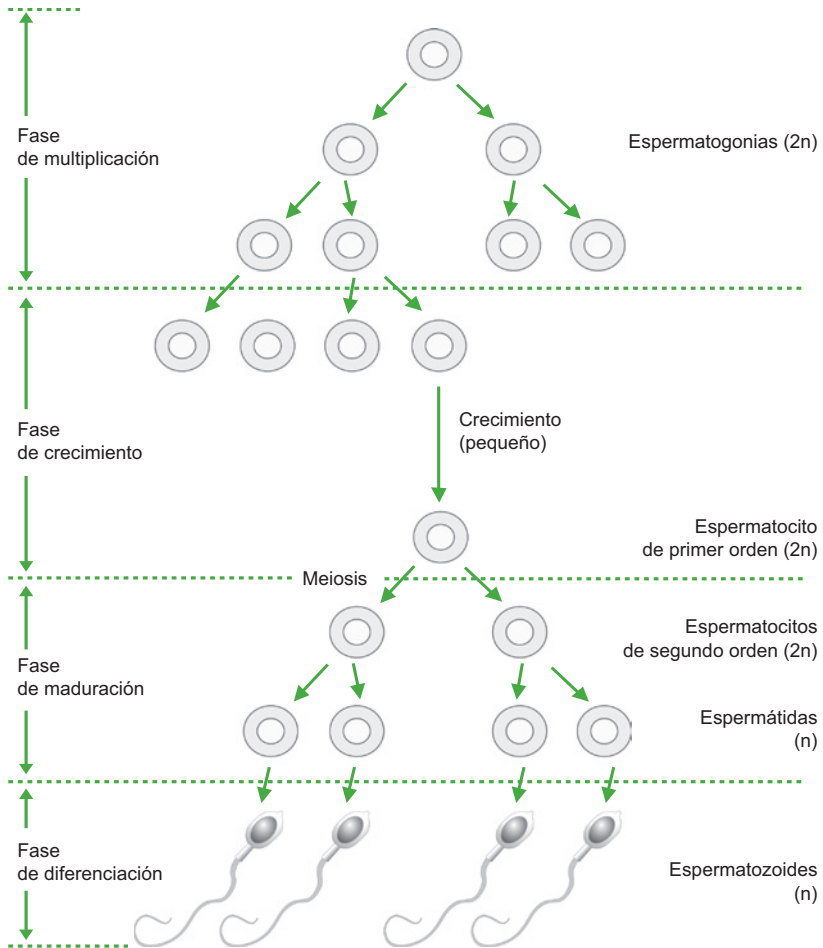 Fase
de multiplicación
Espermatogonias (2n)
Fase
de crecimiento
Crecimiento
(pequeño)
Espermatocito
de primer orden (2n)
Meiosis
Fase
de maduración
Espermatocitos
de segundo orden (2n)
Espermátidas
(n)
Fase
de diferenciación
Espermatozoides
(n)